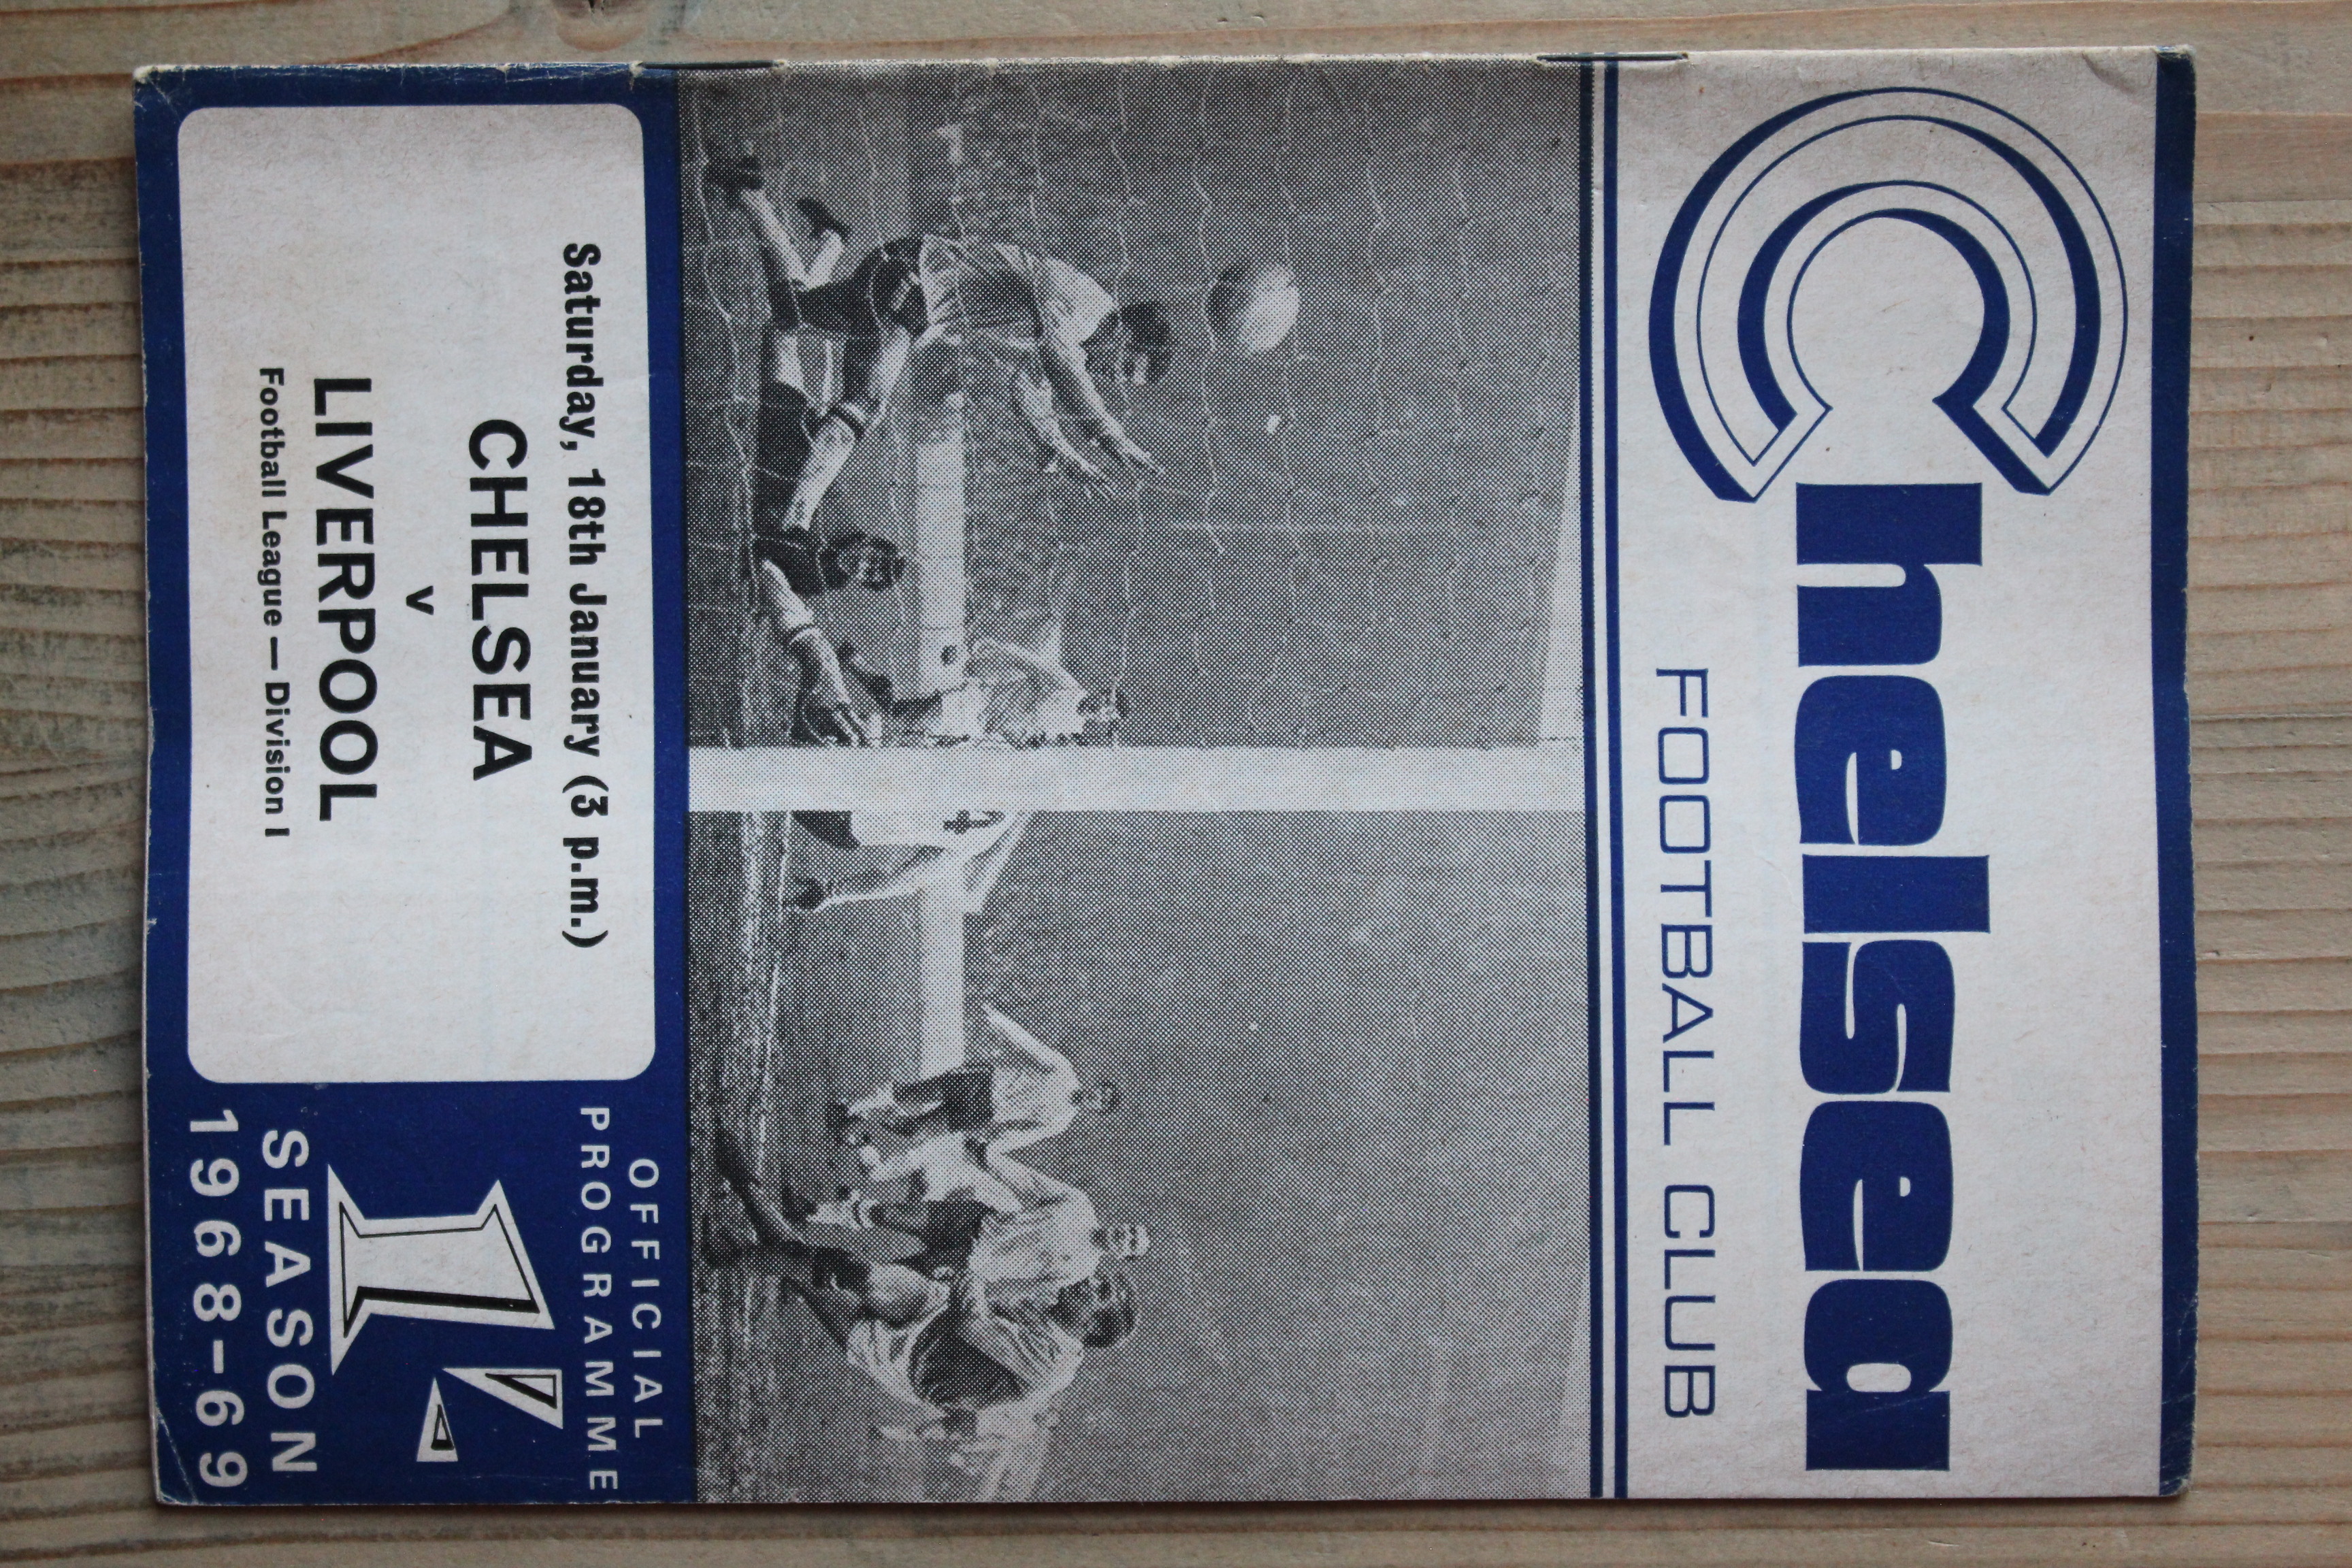 Chelsea
FOOTBALL CLUB
Saturday, 18th January (3 p.m.)
CHELSEA
v
LIVERPOOL
Football League — Division I
OFFICIAL
PROGRAMME
1'-
SEASON
1968-69